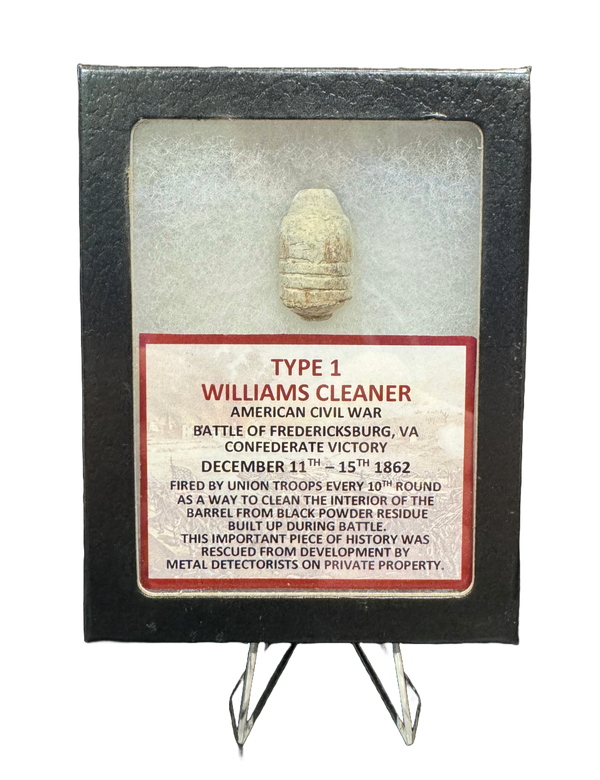 TYPE 1
WILLIAMS CLEANER
AMERICAN CIVIL WAR
BATTLE OF FREDERICKSBURG, VA
CONFEDERATE VICTORY
DECEMBER 11TH – 15TH 1862
FIRED BY UNION TROOPS EVERY 10TH ROUND
AS A WAY TO CLEAN THE INTERIOR OF THE
BARREL FROM BLACK POWDER RESIDUE
BUILT UP DURING BATTLE.
THIS IMPORTANT PIECE OF HISTORY WAS
RESCUED FROM DEVELOPMENT BY
METAL DETECTORISTS ON PRIVATE PROPERTY.